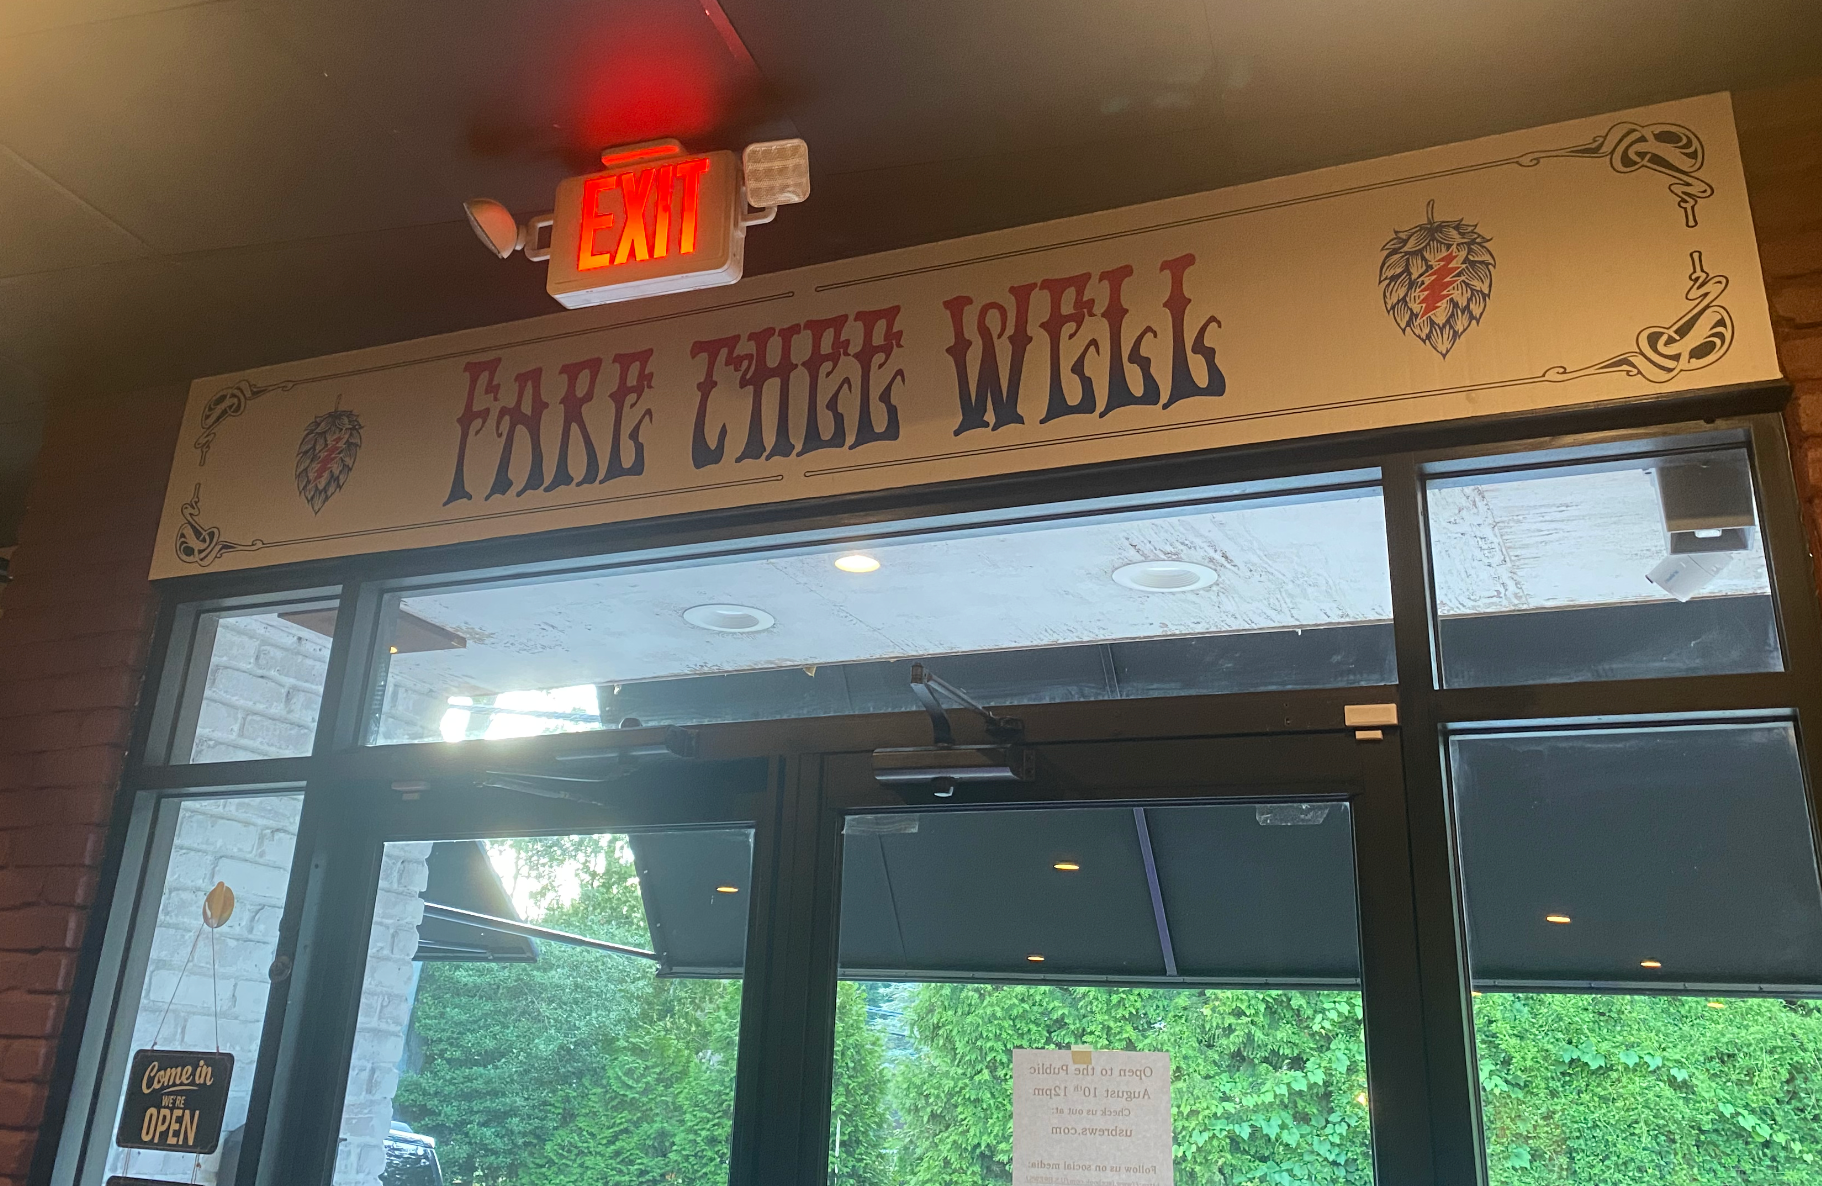 EXIT
FARE THEE WELL
Come in
WE'RE
OPEN
Open to the Public
August 10th 12pm
Check us out at:
usbrews.com
Follow us on social media: